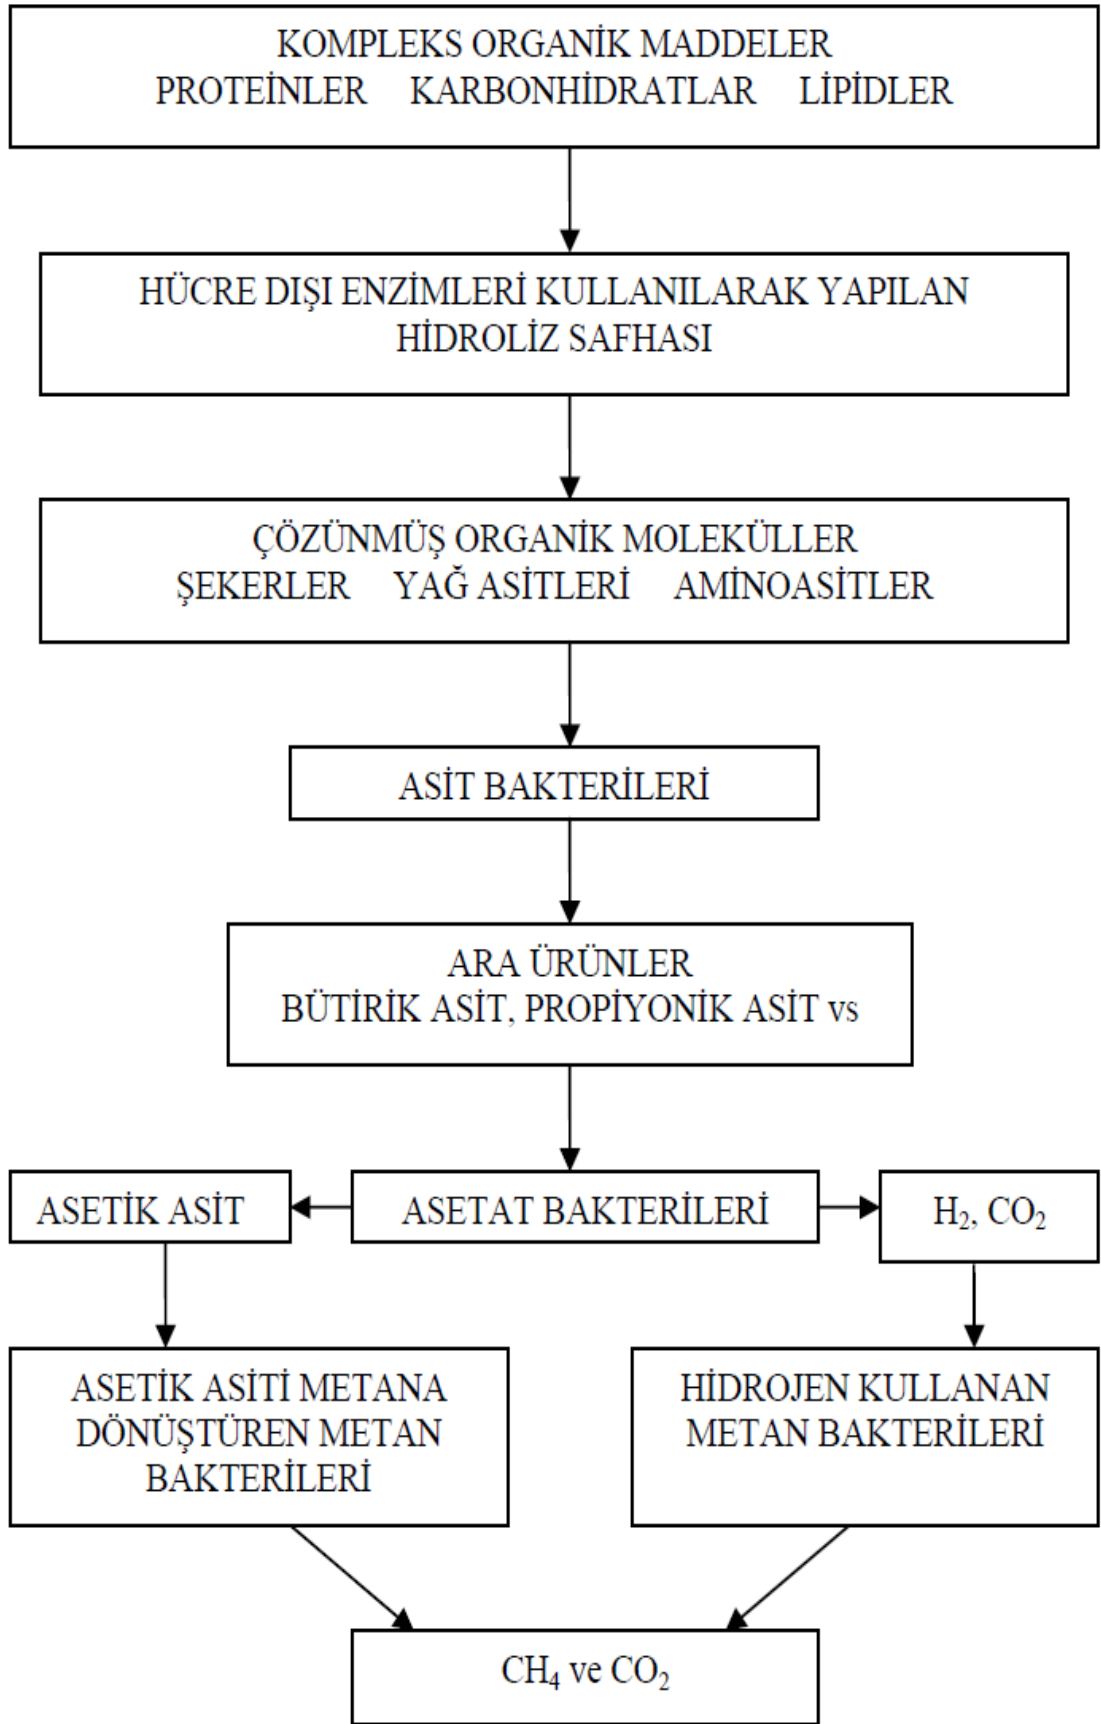 KOMPLEKS ORGANİK MADDELER
PROTEİNLER KARBONHİDRATLAR LİPİDLER
HÜCRE DIŞI ENZİMLERİ KULLANILARAK YAPILAN
HİDROLİZ SAFHASI
ÇÖZÜNMÜŞ ORGANİK MOLEKÜLLER
ŞEKERLER YAĞ ASİTLERİ AMİNOASİTLER
ASİT BAKTERİLERİ
ARA ÜRÜNLER
BÜTİRİK ASİT, PROPİYONİK ASİT vs
ASETİK ASİT
ASETAT BAKTERİLERİ
H₂, CO₂
ASETİK ASİTİ METANA
DÖNÜŞTÜREN METAN
BAKTERİLERİ
HİDROJEN KULLANAN
METAN BAKTERİLERİ
CH₄ ve CO₂